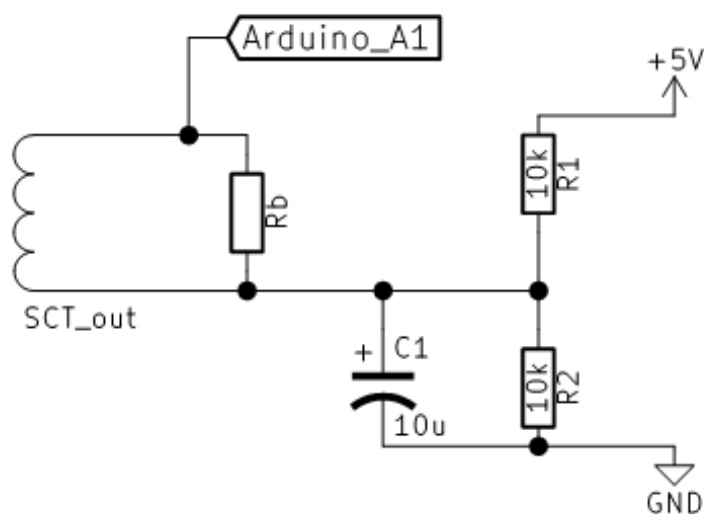 Arduino_A1
+5V
10k
R1
Rb
SCT_out
+
C1
10u
10k
R2
GND